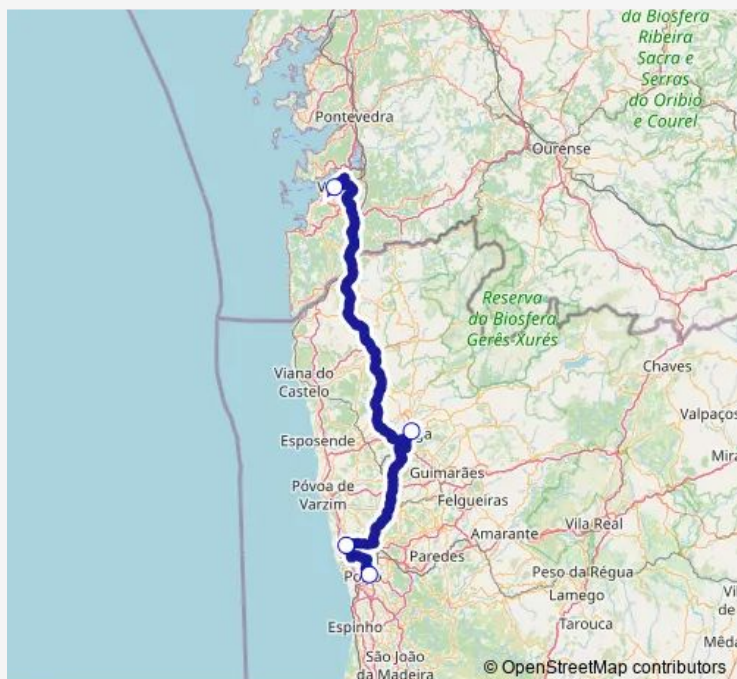 da Biosfera
Ribeira
Sacra e
Serras
do Oribio
e Courel
Pontevedra
Ourense
Reserva
da Biosfera
Gerês-Xurés
Chaves
Viana do
Castelo
Valpaços
Esposende
Guimarães
Póvoa de
Varzim
Felgueiras
Vila Real
Amarante
Paredes
Peso da Régua
Lamego
Espinho
Tarouca
São João
da Madeira
© OpenStreetMap contributors